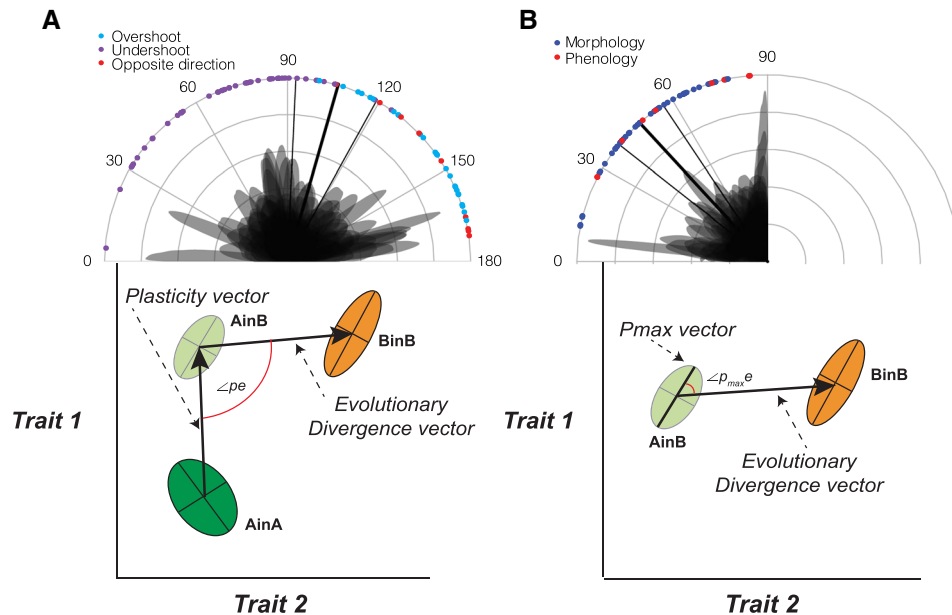 A
Overshoot
Undershoot
Opposite direction
0
30
60
90
120
150
180
Plasticity vector
AinB
BinB
∠pe
Evolutionary
Divergence vector
Trait 1
AinA
Trait 2
B
Morphology
Phenology
0
30
60
90
Pmax vector
∠pmaxe
BinB
Trait 1
AinB
Evolutionary
Divergence vector
Trait 2